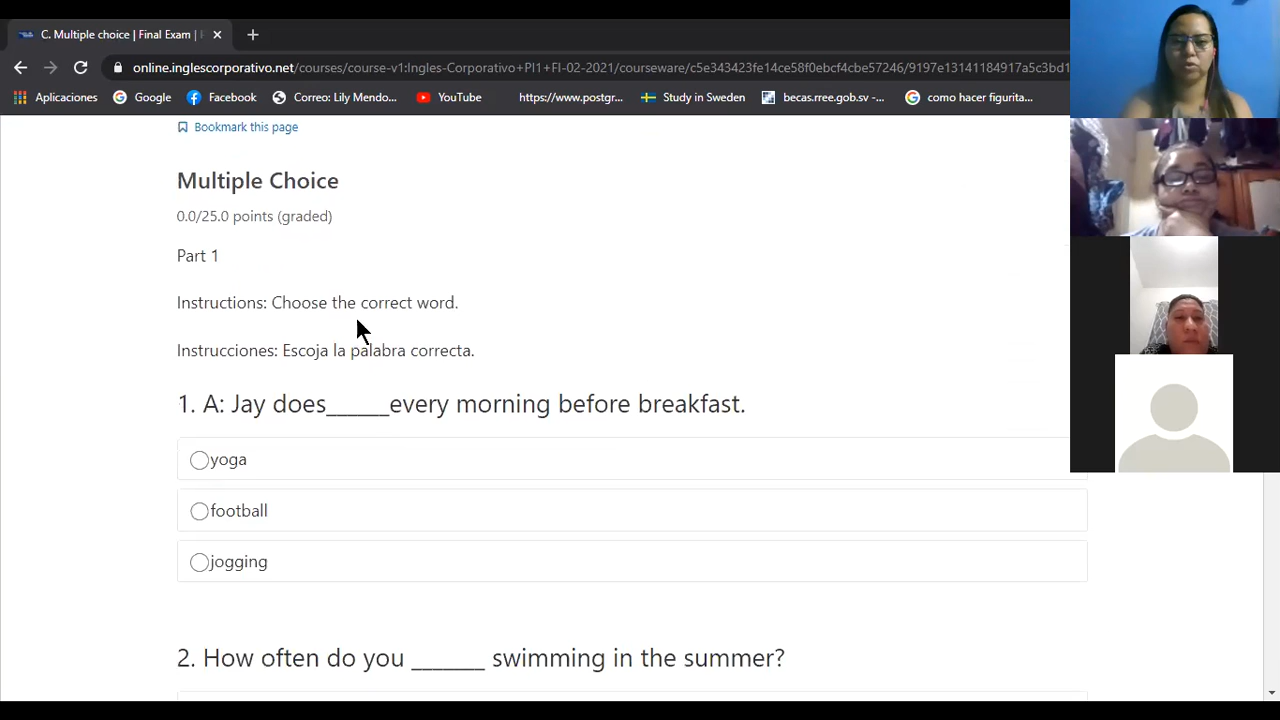 C. Multiple choice | Final Exam |
online.inglescorporativo.net/courses/course-v1:Ingles-Corporativo+PI1+FI-02-2021/courseware/c5e343423fe14ce58f0ebcf4cbe57246/9197e13141184917a5c3bd1
Aplicaciones Google Facebook Correo: Lily Mendo... YouTube https://www.postgr... Study in Sweden becas.rree.gob.sv -... como hacer figurita...
Bookmark this page
Multiple Choice
0.0/25.0 points (graded)
Part 1
Instructions: Choose the correct word.
Instrucciones: Escoja la palabra correcta.
1. A: Jay does______every morning before breakfast.
yoga
football
jogging
2. How often do you _______ swimming in the summer?